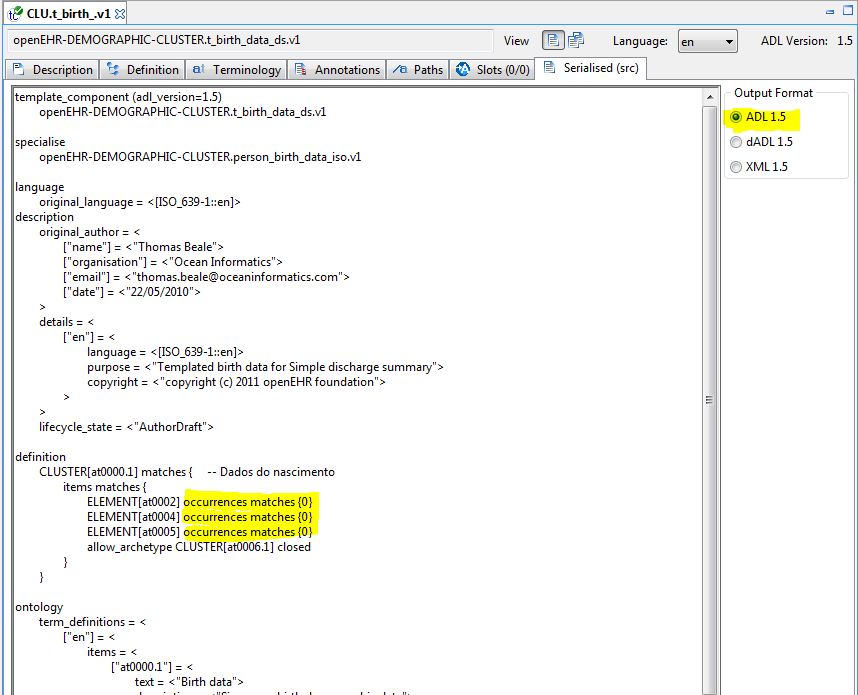 CLU.t_birth_.v1
openEHR-DEMOGRAPHIC-CLUSTER.t_birth_data_ds.v1
View
Language:
en
ADL Version: 1.5
Description
Definition
Terminology
Annotations
Paths
Slots (0/0)
Serialised (src)
template_component (adl_version=1.5)
openEHR-DEMOGRAPHIC-CLUSTER.t_birth_data_ds.v1
specialise
openEHR-DEMOGRAPHIC-CLUSTER.person_birth_data_iso.v1
language
original_language = <[ISO_639-1::en]>
description
original_author = <
["name"] = <"Thomas Beale">
["organisation"] = <"Ocean Informatics">
["email"] = <"thomas.beale@oceaninformatics.com">
["date"] = <"22/05/2010">
>
details = <
["en"] = <
language = <[ISO_639-1::en]>
purpose = <"Templated birth data for Simple discharge summary">
copyright = <"copyright (c) 2011 openEHR foundation">
>
>
lifecycle_state = <"AuthorDraft">
definition
CLUSTER[at0000.1] matches { -- Dados do nascimento
items matches {
ELEMENT[at0002] occurrences matches {0}
ELEMENT[at0004] occurrences matches {0}
ELEMENT[at0005] occurrences matches {0}
allow_archetype CLUSTER[at0006.1] closed
}
}
ontology
term_definitions = <
["en"] = <
items = <
["at0000.1"] = <
text = <"Birth data">
Output Format
ADL 1.5
dADL 1.5
XML 1.5